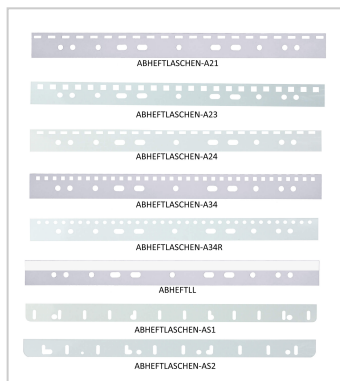 ABHEFTLASCHEN-A21
ABHEFTLASCHEN-A23
ABHEFTLASCHEN-A24
ABHEFTLASCHEN-A34
ABHEFTLASCHEN-A34R
ABHEFTLL
ABHEFTLASCHEN-AS1
ABHEFTLASCHEN-AS2